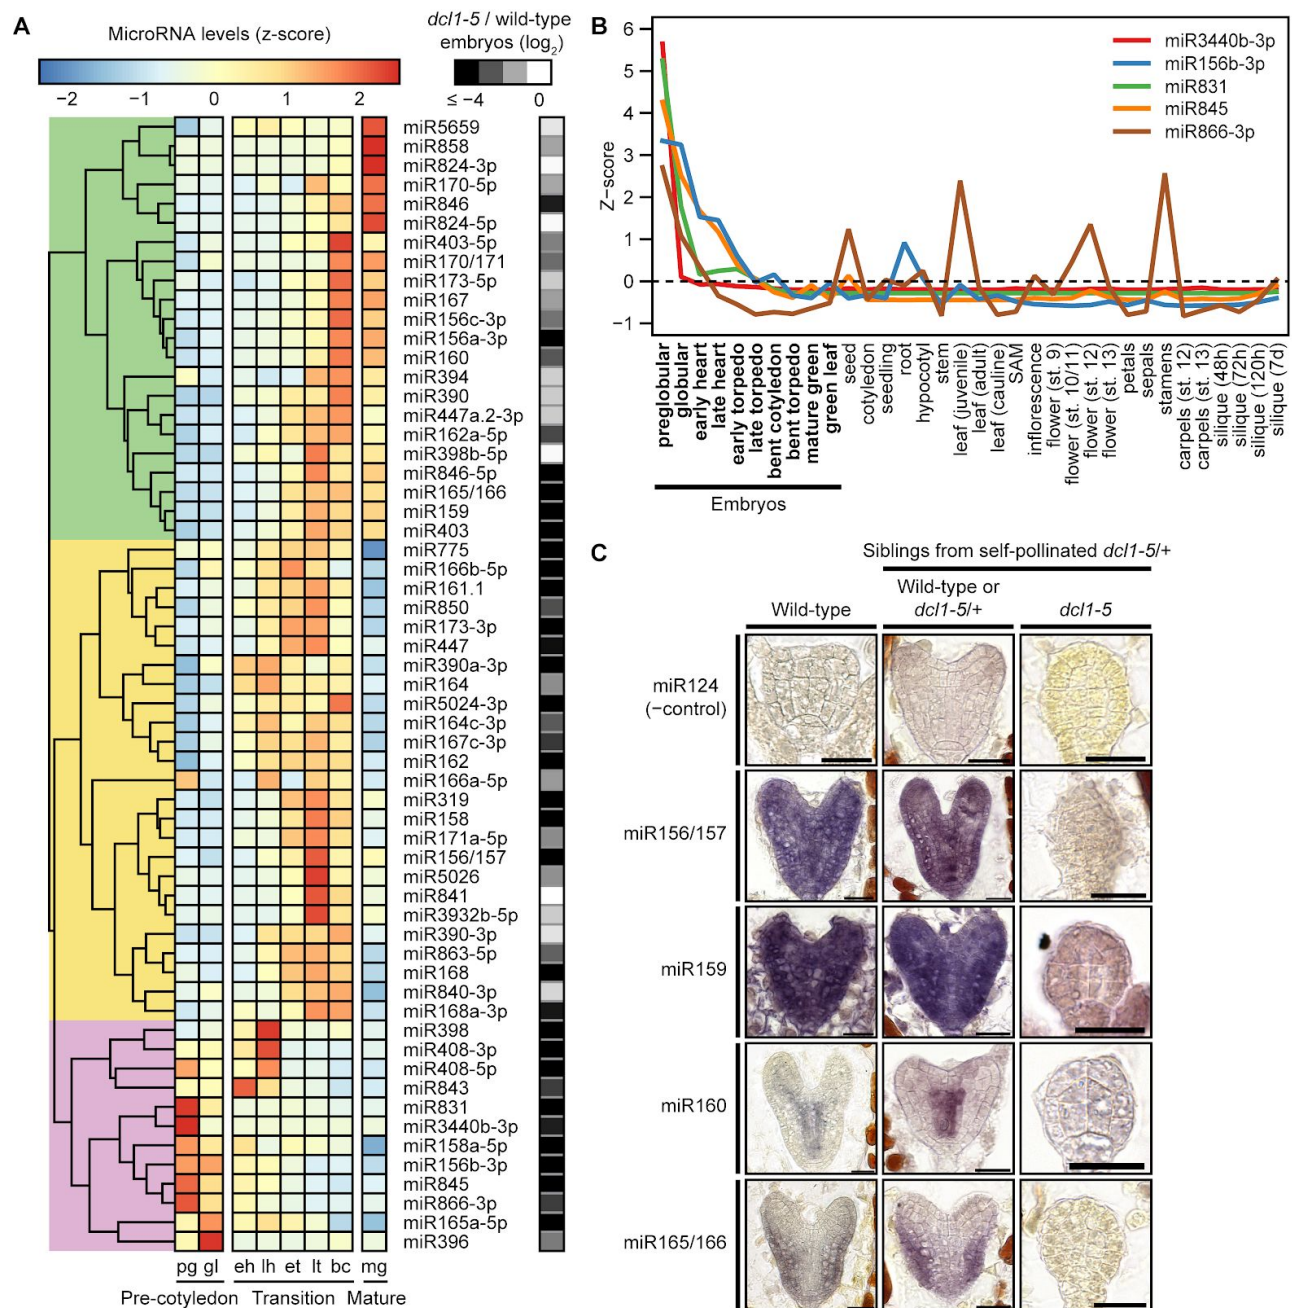 A
MicroRNA levels (z-score)
−2 −1 0 1 2
dcl1-5 / wild-type
embryos (log2)
≤ −4 0
miR5659
miR858
miR824-3p
miR170-5p
miR846
miR824-5p
miR403-5p
miR170/171
miR173-5p
miR167
miR156c-3p
miR156a-3p
miR160
miR394
miR390
miR447a.2-3p
miR162a-5p
miR398b-5p
miR846-5p
miR165/166
miR159
miR403
miR775
miR166b-5p
miR161.1
miR850
miR173-3p
miR447
miR390a-3p
miR164
miR5024-3p
miR164c-3p
miR167c-3p
miR162
miR166a-5p
miR319
miR158
miR171a-5p
miR156/157
miR5026
miR841
miR3932b-5p
miR390-3p
miR863-5p
miR168
miR840-3p
miR168a-3p
miR398
miR408-3p
miR408-5p
miR843
miR831
miR3440b-3p
miR158a-5p
miR156b-3p
miR845
miR866-3p
miR165a-5p
miR396
pg gl eh lh et lt bc mg
Pre-cotyledon Transition Mature
B
Z−score
6
5
4
3
2
1
0
−1
miR3440b-3p
miR156b-3p
miR831
miR845
miR866-3p
preglobular
globular
early heart
late heart
early torpedo
late torpedo
bent cotyledon
bent torpedo
mature green
green leaf
seed
cotyledon
seedling
root
hypocotyl
stem
leaf (juvenile)
leaf (adult)
leaf (cauline)
SAM
inflorescence
flower (st. 9)
flower (st. 10/11)
flower (st. 12)
flower (st. 13)
petals
sepals
stamens
carpels (st. 12)
carpels (st. 13)
silique (48h)
silique (72h)
silique (120h)
silique (7d)
Embryos
C
Siblings from self-pollinated dcl1-5/+
Wild-type
Wild-type or
dcl1-5/+
dcl1-5
miR124
(−control)
miR156/157
miR159
miR160
miR165/166